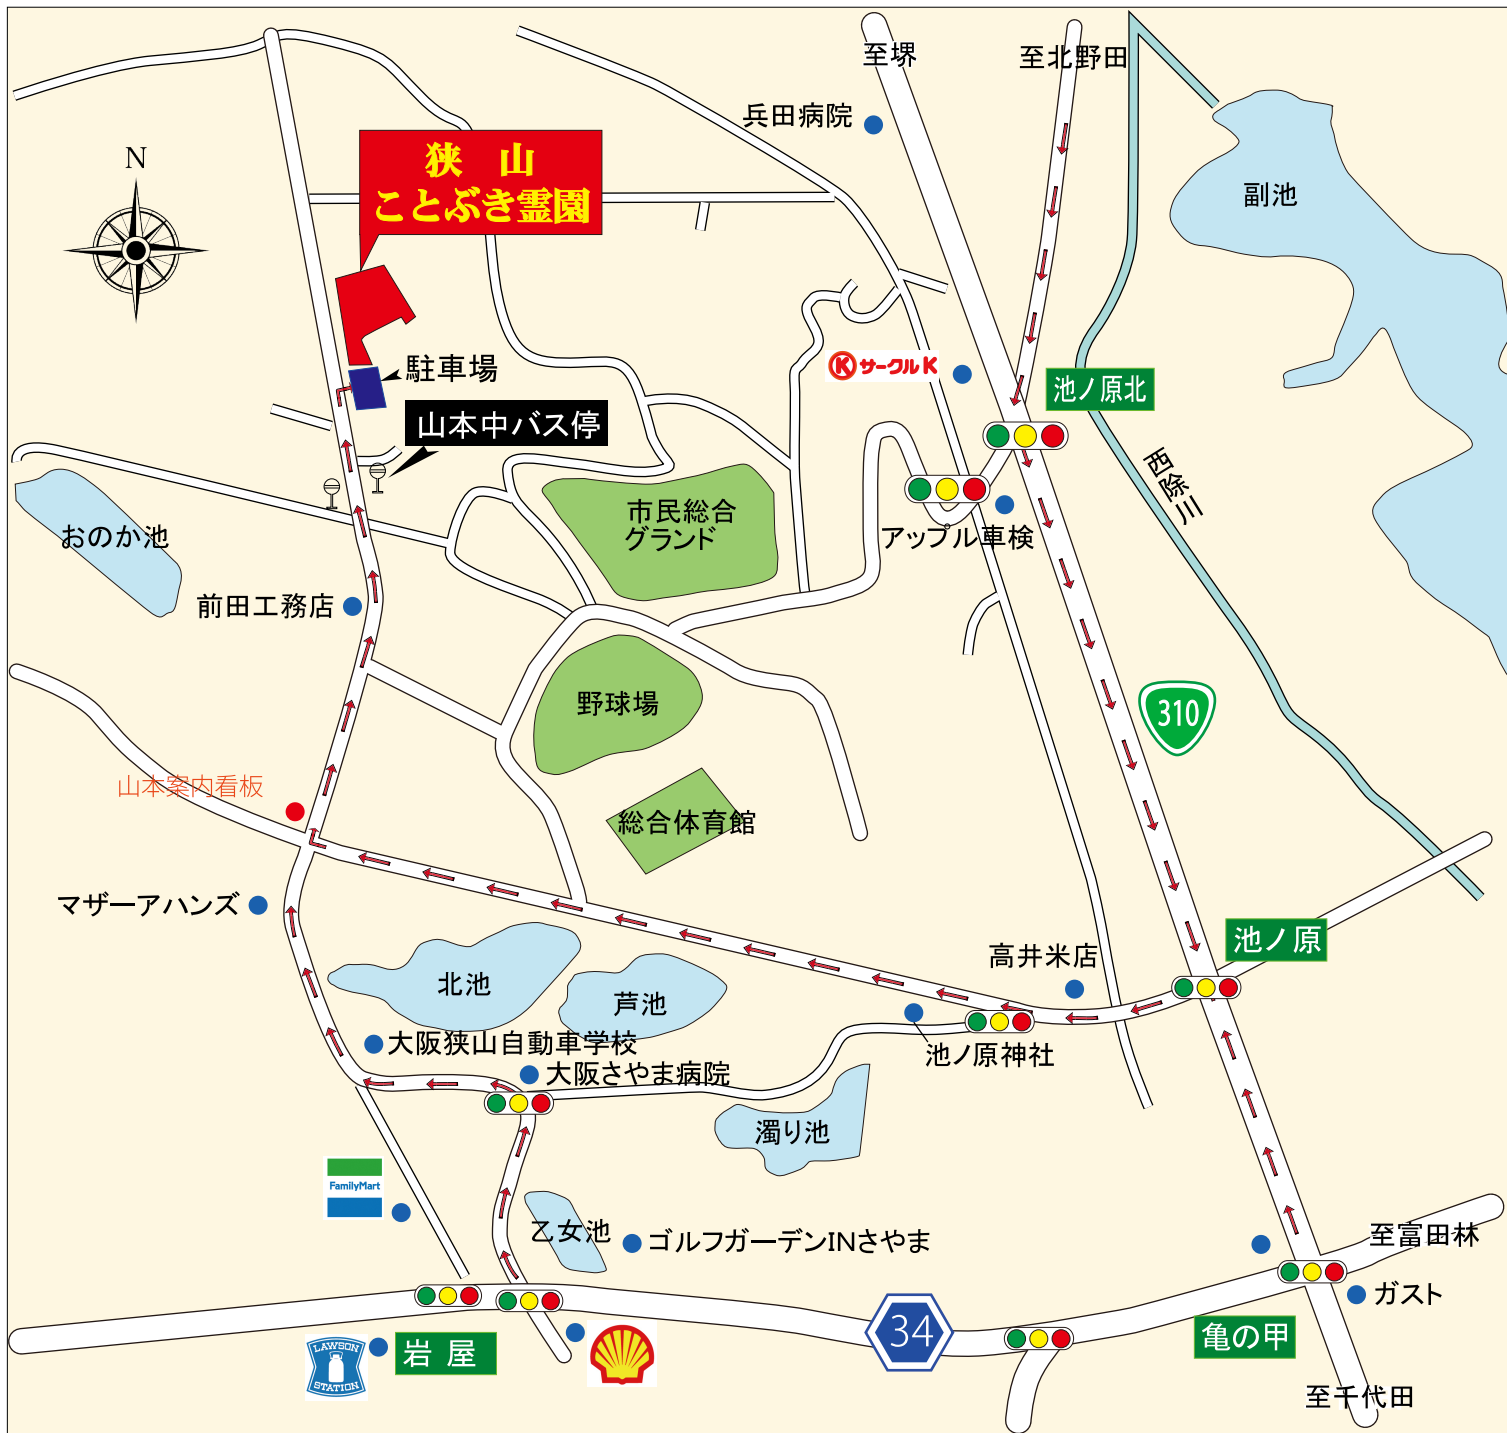 至堺
至北野田
兵田病院
N
狭 山
ことぶき霊園
副池
駐車場
K サークルK
池ノ原北
山本中バス停
西除川
市民総合
グランド
おのか池
アップル車検
前田工務店
野球場
310
山本案内看板
総合体育館
マザーアハンズ
池ノ原
高井米店
北池
芦池
大阪狭山自動車学校
池ノ原神社
大阪さやま病院
濁り池
FamilyMart
乙女池
ゴルフガーデンINさやま
至富田林
ガスト
34
亀の甲
岩 屋
LAWSON
STATION
至千代田